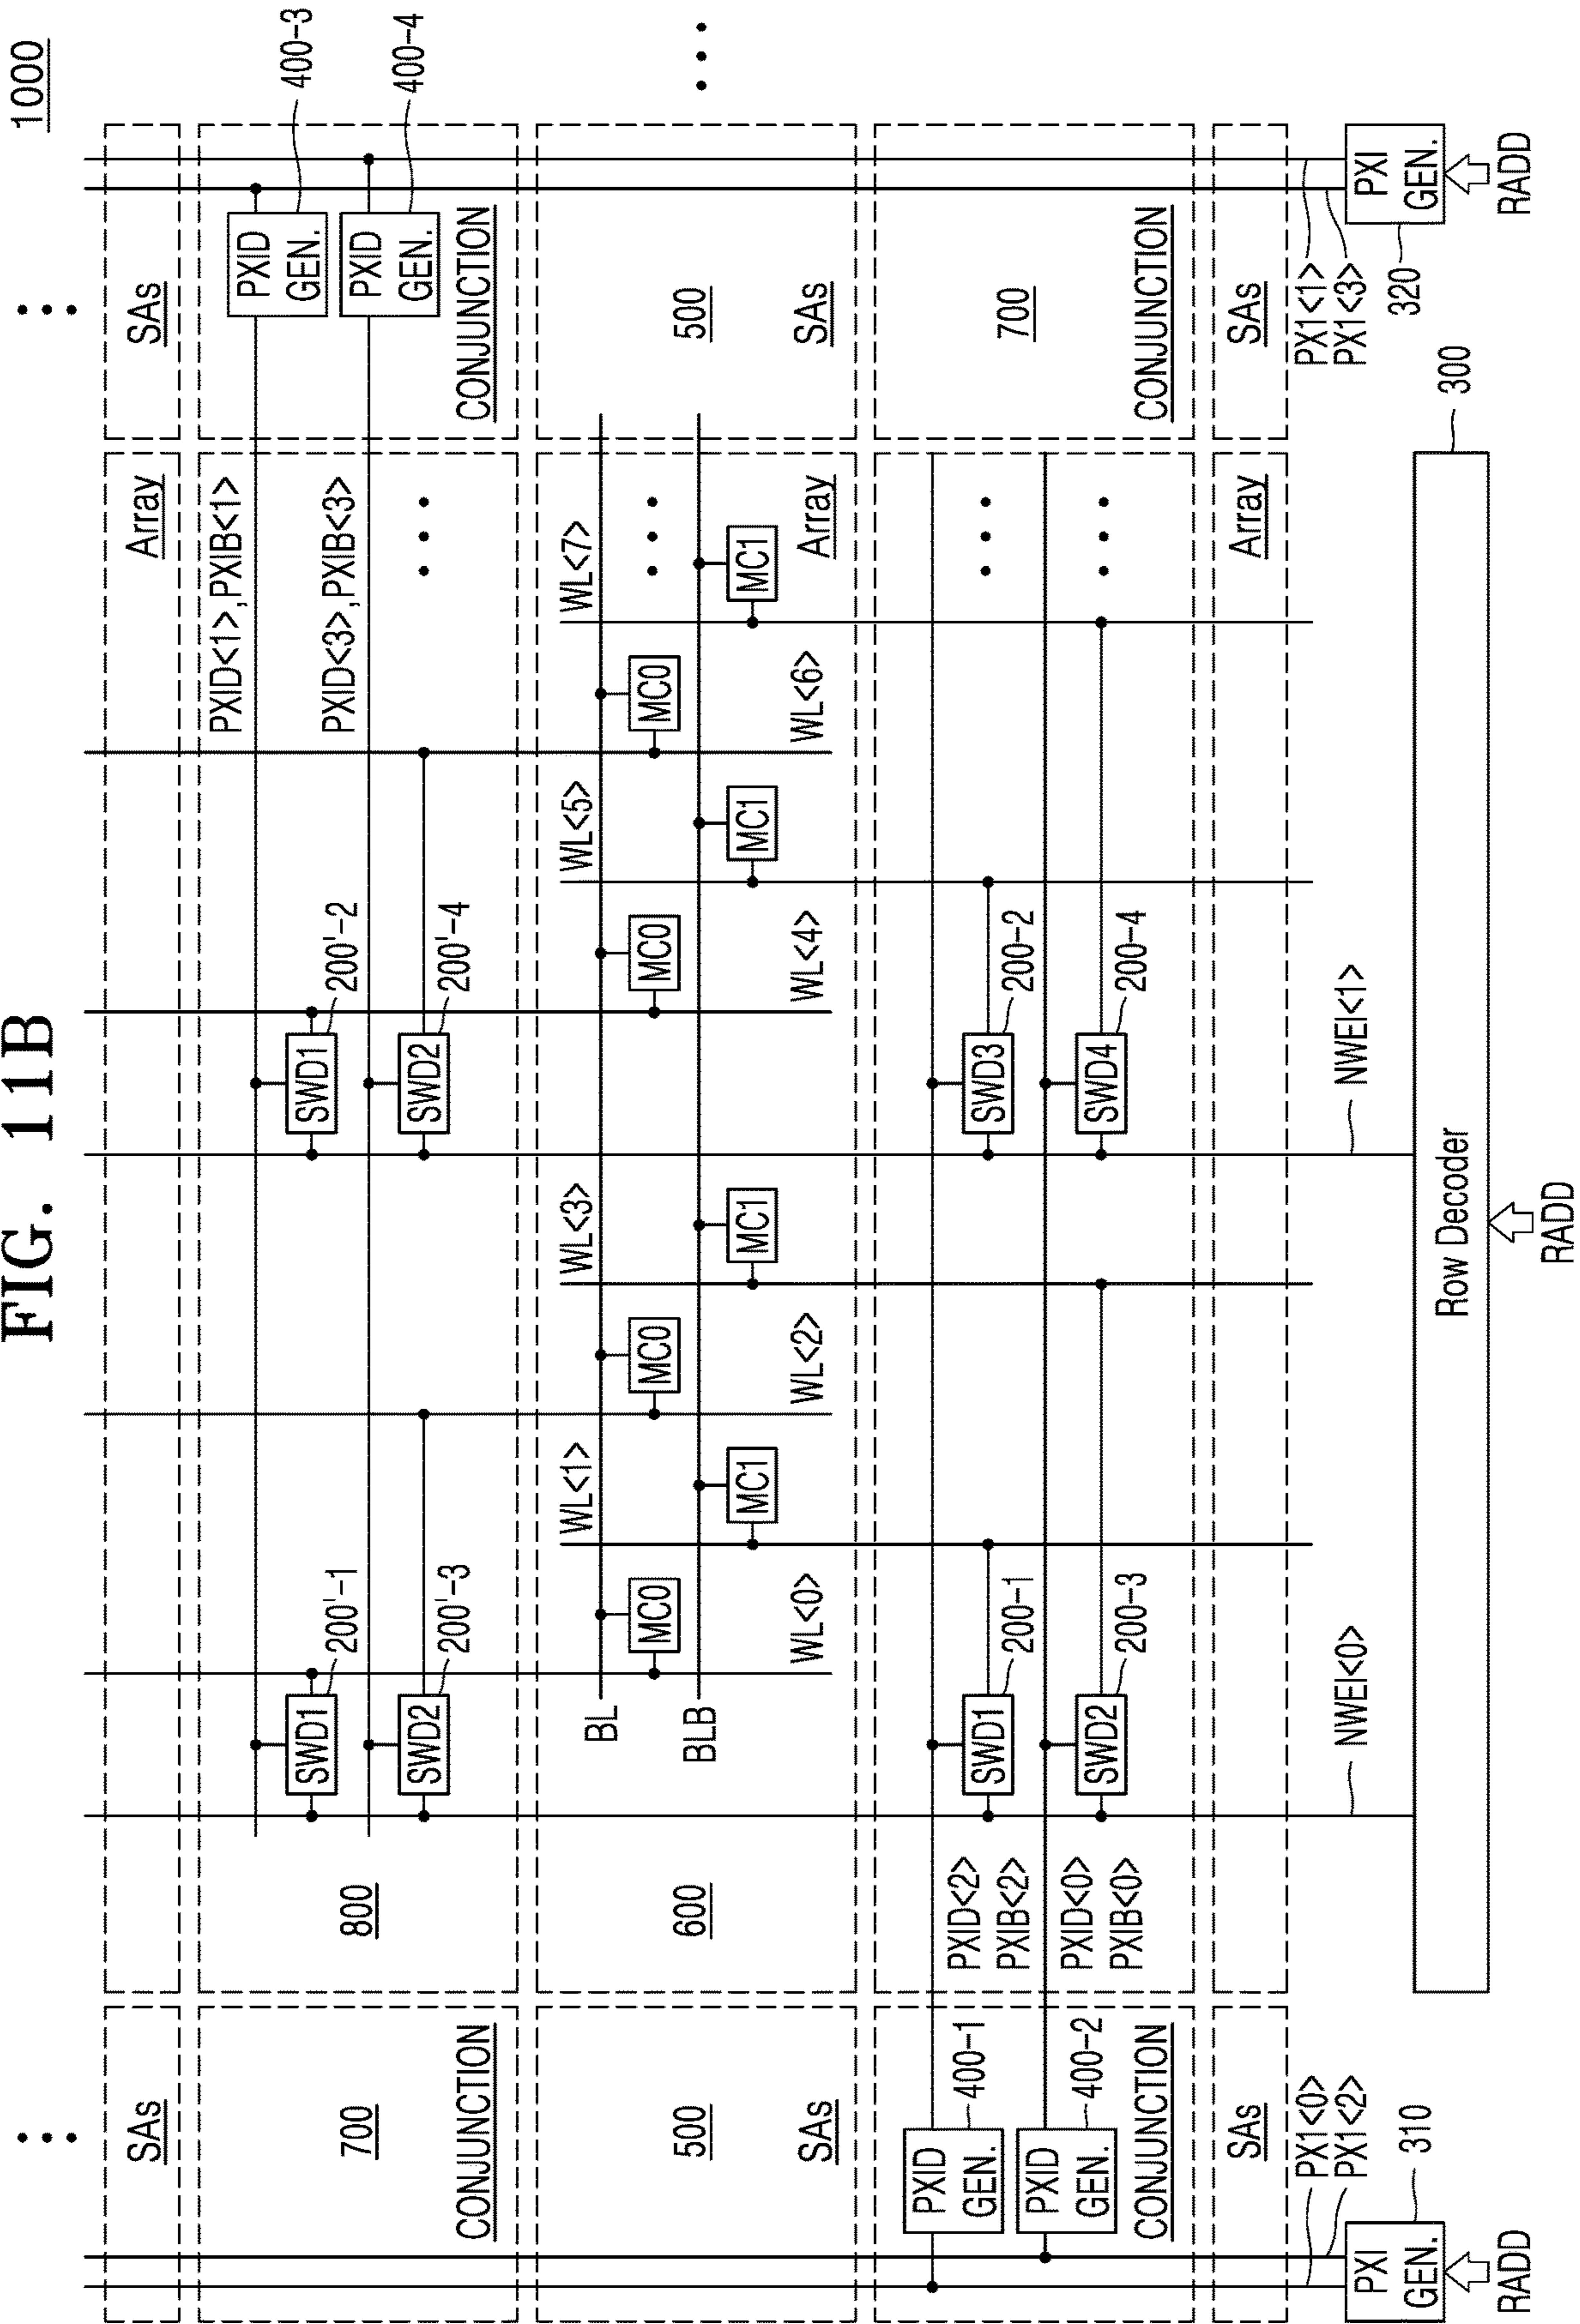 FIG. 11B
1000
SAs
Array
SAs
700
CONJUNCTION
800
SWD1
200'-1
SWD2
200'-3
SWD1
200'-2
SWD2
200'-4
PXID<1>,PXIB<1>
PXID<3>,PXIB<3>
PXID
GEN.
400-3
PXID
GEN.
400-4
CONJUNCTION
500
SAs
600
BL
BLB
MC0
WL<0>
WL<1>
MC1
MC0
WL<2>
WL<3>
MC1
MC0
WL<4>
WL<5>
MC1
MC0
WL<6>
WL<7>
MC1
Array
500
SAs
PXID
GEN.
400-1
PXID
GEN.
400-2
CONJUNCTION
PXID<2>
PXIB<2>
PXID<0>
PXIB<0>
SWD1
200-1
SWD2
200-3
SWD3
200-2
SWD4
200-4
700
CONJUNCTION
SAs
Array
SAs
PX1<0>
PX1<2>
310
PXI
GEN.
RADD
NWEI<0>
NWEI<1>
300
Row Decoder
RADD
PX1<1>
PX1<3>
320
PXI
GEN.
RADD